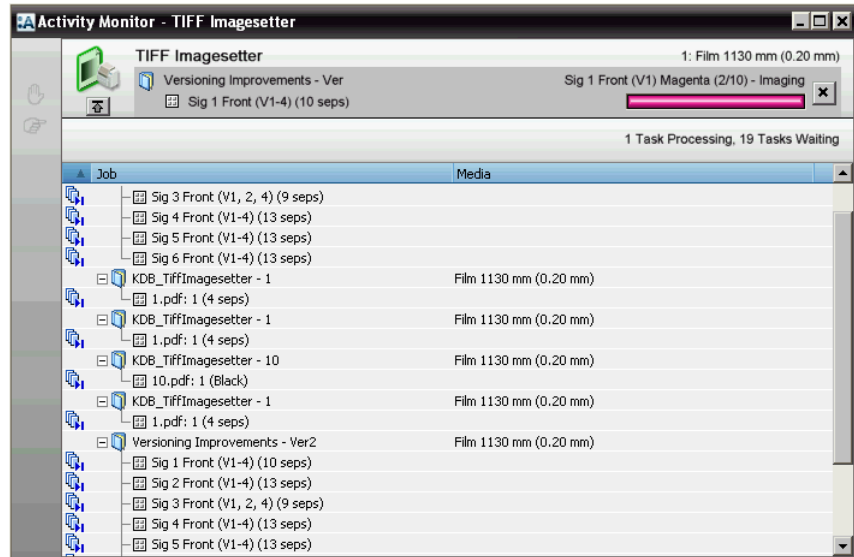 Activity Monitor - TIFF Imagesetter
TIFF Imagesetter
1: Film 1130 mm (0.20 mm)
Versioning Improvements - Ver
Sig 1 Front (V1) Magenta (2/10) - Imaging
Sig 1 Front (V1-4) (10 seps)
1 Task Processing, 19 Tasks Waiting
Job Media
Sig 3 Front (V1, 2, 4) (9 seps)
Sig 4 Front (V1-4) (13 seps)
Sig 5 Front (V1-4) (13 seps)
Sig 6 Front (V1-4) (13 seps)
KDB_TiffImagesetter - 1 Film 1130 mm (0.20 mm)
1.pdf: 1 (4 seps)
KDB_TiffImagesetter - 1 Film 1130 mm (0.20 mm)
1.pdf: 1 (4 seps)
KDB_TiffImagesetter - 10 Film 1130 mm (0.20 mm)
10.pdf: 1 (Black)
KDB_TiffImagesetter - 1 Film 1130 mm (0.20 mm)
1.pdf: 1 (4 seps)
Versioning Improvements - Ver2 Film 1130 mm (0.20 mm)
Sig 1 Front (V1-4) (10 seps)
Sig 2 Front (V1-4) (13 seps)
Sig 3 Front (V1, 2, 4) (9 seps)
Sig 4 Front (V1-4) (13 seps)
Sig 5 Front (V1-4) (13 seps)